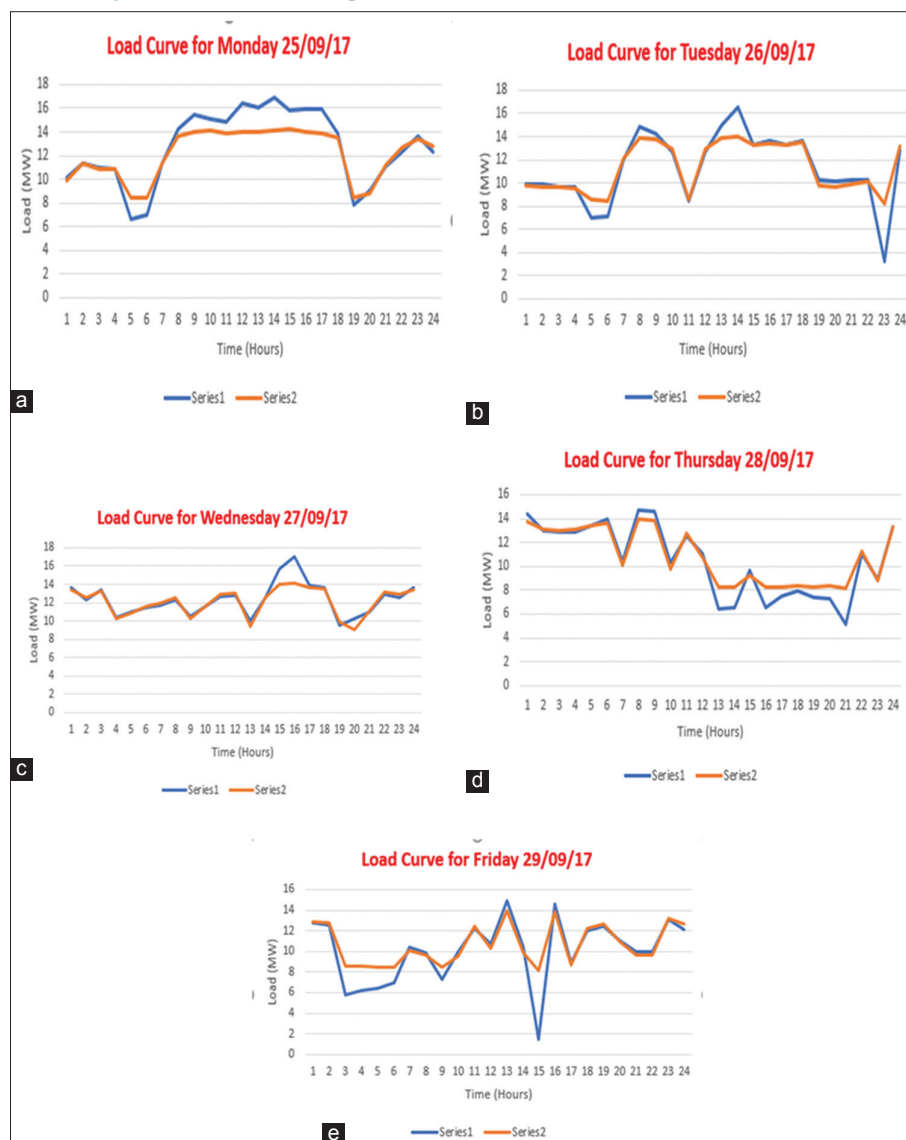 Load Curve for Monday 25/09/17
18
16
14
12
10
8
6
4
2
0
Load (MW)
1 2 3 4 5 6 7 8 9 10 11 12 13 14 15 16 17 18 19 20 21 22 23 24
Time (Hours)
Series1 Series2
a
Load Curve for Tuesday 26/09/17
18
16
14
12
10
8
6
4
2
0
Load (MW)
1 2 3 4 5 6 7 8 9 10 11 12 13 14 15 16 17 18 19 20 21 22 23 24
Time (Hours)
Series1 Series2
b
Load Curve for Wednesday 27/09/17
18
16
14
12
10
8
6
4
2
0
Load (MW)
1 2 3 4 5 6 7 8 9 10 11 12 13 14 15 16 17 18 19 20 21 22 23 24
Time (Hours)
Series1 Series2
c
Load Curve for Thursday 28/09/17
16
14
12
10
8
6
4
2
0
Load (MW)
1 2 3 4 5 6 7 8 9 10 11 12 13 14 15 16 17 18 19 20 21 22 23 24
Time (Hours)
Series1 Series2
d
Load Curve for Friday 29/09/17
16
14
12
10
8
6
4
2
0
Load (MW)
1 2 3 4 5 6 7 8 9 10 11 12 13 14 15 16 17 18 19 20 21 22 23 24
Time (Hours)
Series1 Series2
e